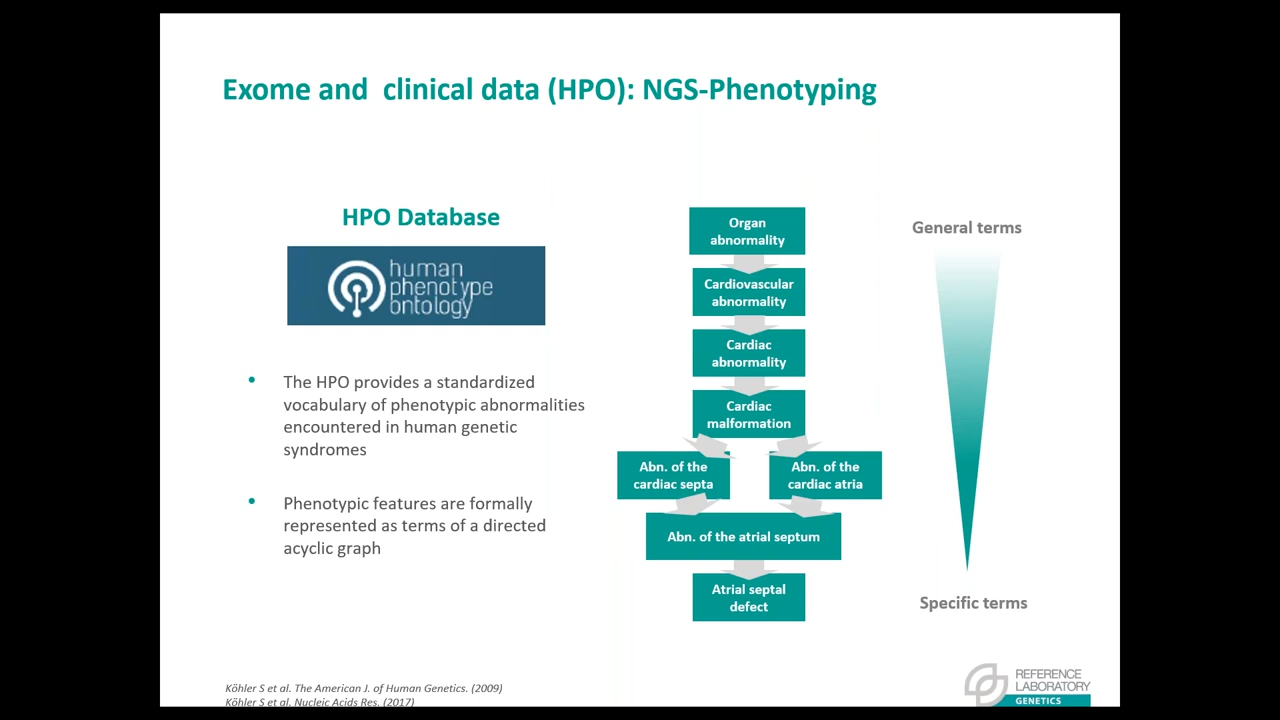 Exome and  clinical data (HPO): NGS-Phenotyping
HPO Database
human
phenotype
ontology
• The HPO provides a standardized
vocabulary of phenotypic abnormalities
encountered in human genetic
syndromes
• Phenotypic features are formally
represented as terms of a directed
acyclic graph
Organ
abnormality
Cardiovascular
abnormality
Cardiac
abnormality
Cardiac
malformation
Abn. of the
cardiac septa
Abn. of the
cardiac atria
Abn. of the atrial septum
Atrial septal
defect
General terms
Specific terms
Köhler S et al. The American J. of Human Genetics. (2009)
Köhler S et al. Nucleic Acids Res. (2017)
REFERENCE
LABORATORY
GENETICS